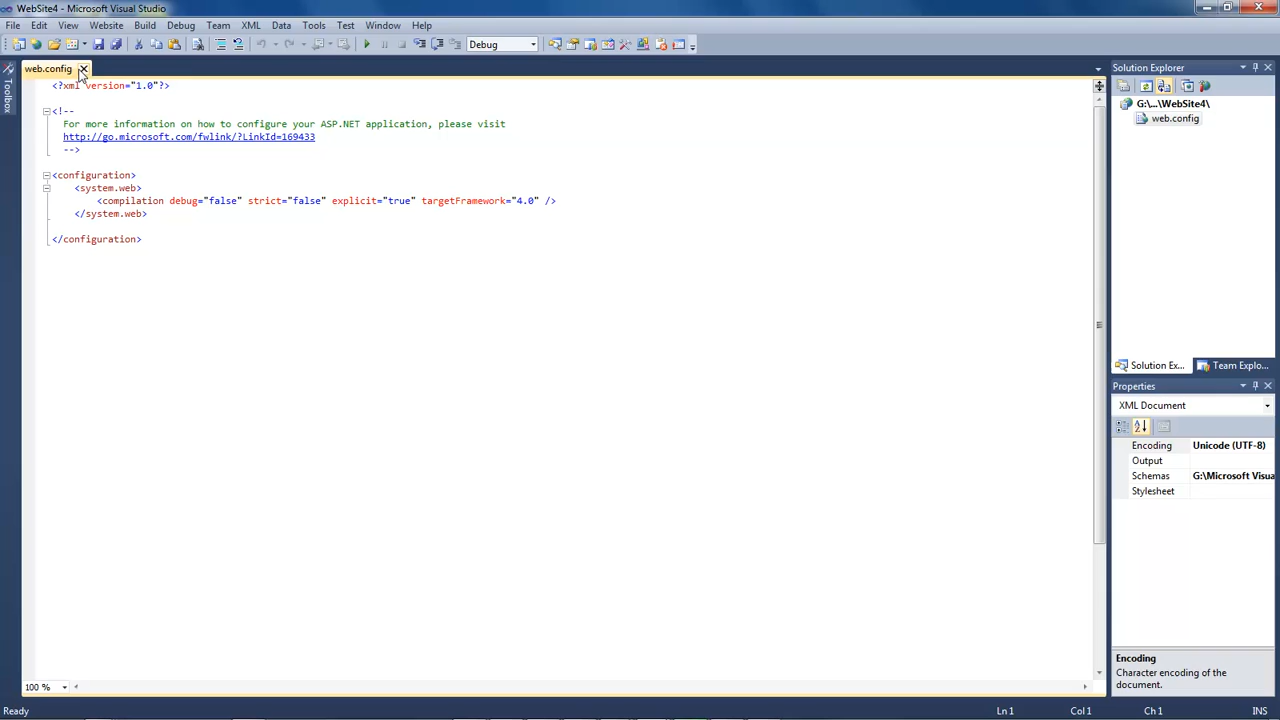 WebSite4 - Microsoft Visual Studio
File Edit View Website Build Debug Team XML Data Tools Test Window Help
Debug
web.config
Toolbox
<?xml version="1.0"?>
<!--
For more information on how to configure your ASP.NET application, please visit
http://go.microsoft.com/fwlink/?LinkId=169433
-->
<configuration>
<system.web>
<compilation debug="false" strict="false" explicit="true" targetFramework="4.0" />
</system.web>
</configuration>
100 %
Solution Explorer
G:\...\WebSite4\
web.config
Solution Ex... Team Explo...
Properties
XML Document
Encoding Unicode (UTF-8)
Output
Schemas G:\Microsoft Visua
Stylesheet
Encoding
Character encoding of the
document.
Ready Ln 1 Col 1 Ch 1 INS